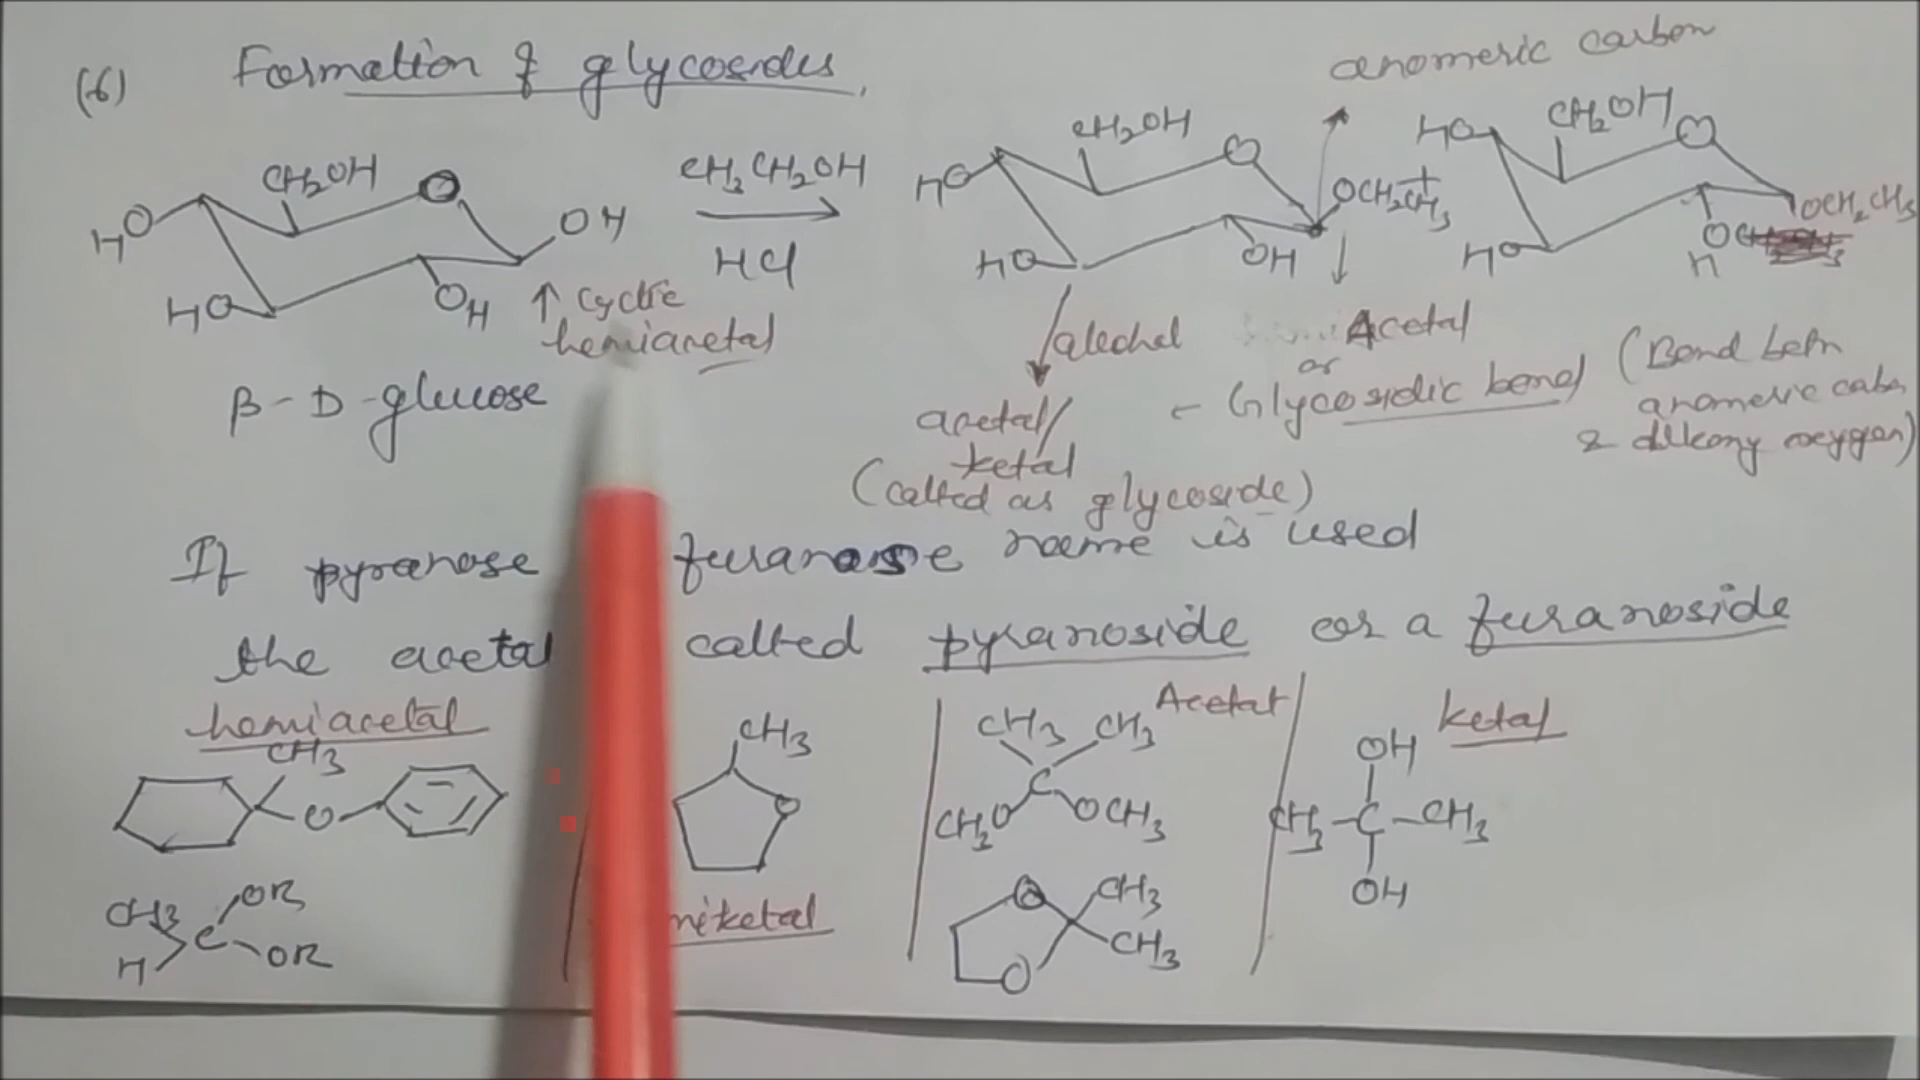 (6) Formation of glycosides.
anomeric carbon
CH2OH
O
OH
HO
HO
OH
β-D-glucose
↑ cyclic
hemiacetal
CH3CH2OH
HCl
CH2OH
O
HO
HO
OH
OCH2CH3
+
CH2OH
O
HO
HO
OH
OCH2CH3
alcohol
Acetal
or
- Glycosidic bond (Bond betn
anomeric
oxygen)
acetal/
ketal
(called as glycoside)
If pyranose furanose name is used
the acetal called pyranoside or a furanoside
hemiacetal
CH3
O
CH3
H
C
OR
OR
CH3
O
miketal
Acetal
CH3
CH3
C
CH3O
OCH3
O
O
CH3
CH3
ketal
OH
CH3-C-CH3
OH